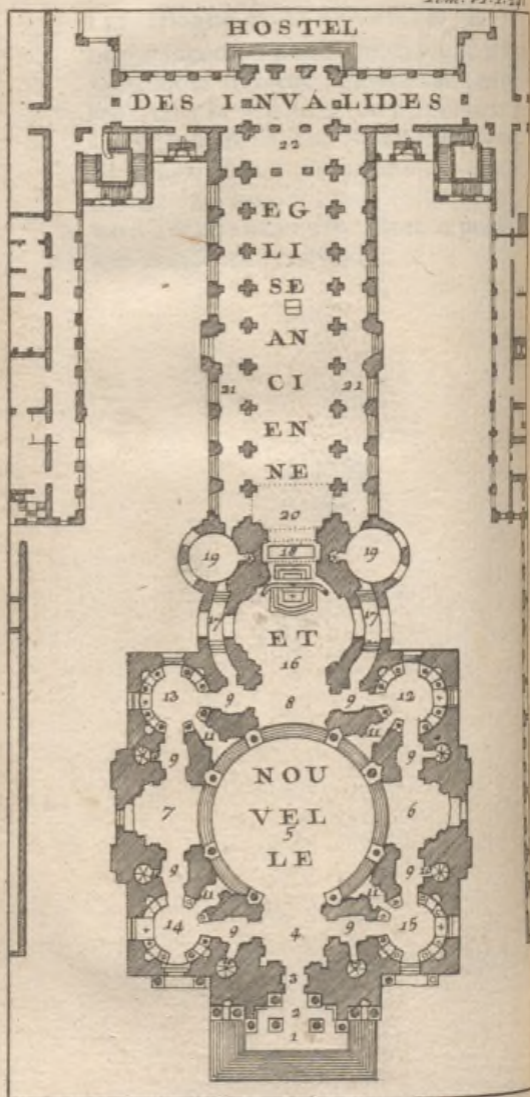 HOSTEL
DES INVALIDES
22
EG
LI
SE
AN
21 22
CI
EN
NE
20
19 18 19
17 17
ET
16
13 9 8 9 12
11 11
9 9
NOU
7 VEL 6
5
LE
9 9
11 11
14 9 4 9 15
3
2
1